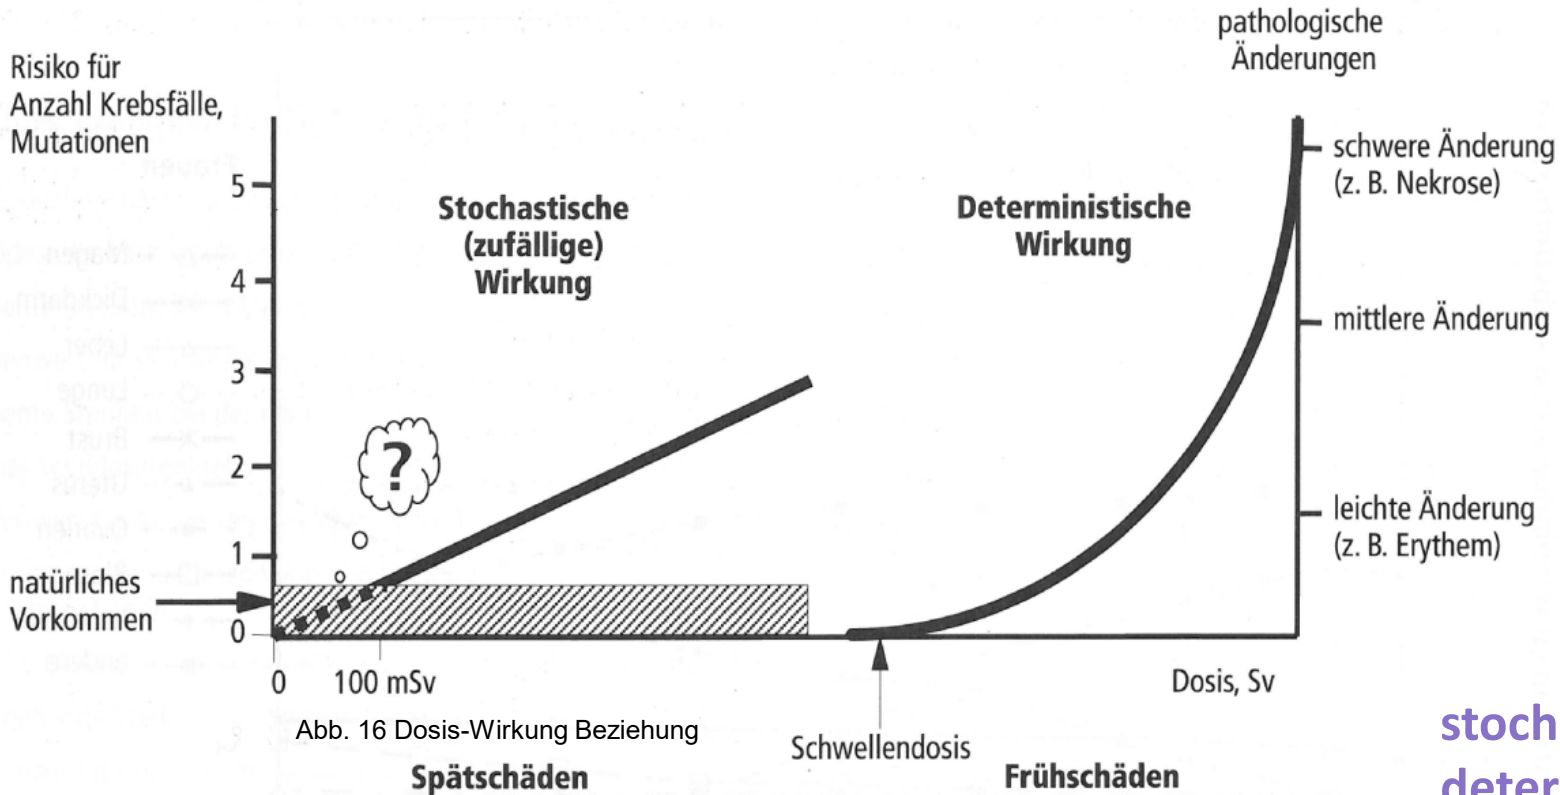 pathologische
Änderungen
Risiko für
Anzahl Krebsfälle,
Mutationen
5
4
3
2
1
0
natürliches
Vorkommen
Stochastische
(zufällige)
Wirkung
?
Deterministische
Wirkung
schwere Änderung
(z. B. Nekrose)
mittlere Änderung
leichte Änderung
(z. B. Erythem)
0
100 mSv
Dosis, Sv
Abb. 16 Dosis-Wirkung Beziehung
Schwellendosis
Spätschäden
Frühschäden
stoch
deter